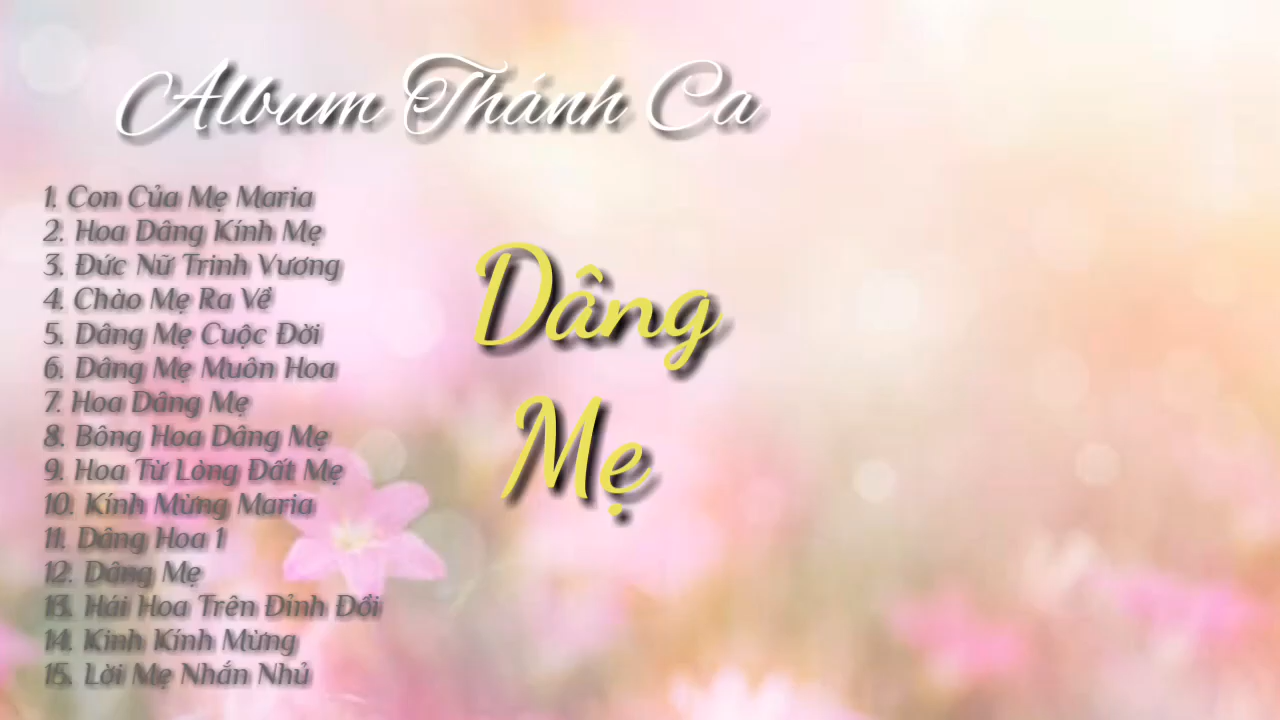 Album Thánh Ca
1. Con Của Mẹ Maria
2. Hoa Dâng Kính Mẹ
3. Đức Nữ Trinh Vương
4. Chào Mẹ Ra Về
5. Dâng Mẹ Cuộc Đời
6. Dâng Mẹ Muôn Hoa
7. Hoa Dâng Mẹ
8. Bông Hoa Dâng Mẹ
9. Hoa Từ Lòng Đất Mẹ
10. Kính Mừng Maria
11. Dâng Hoa 1
12. Dâng Mẹ
13. Hái Hoa Trên Đỉnh Đồi
14. Kinh Kính Mừng
15. Lời Mẹ Nhắn Nhủ
Dâng
Mẹ